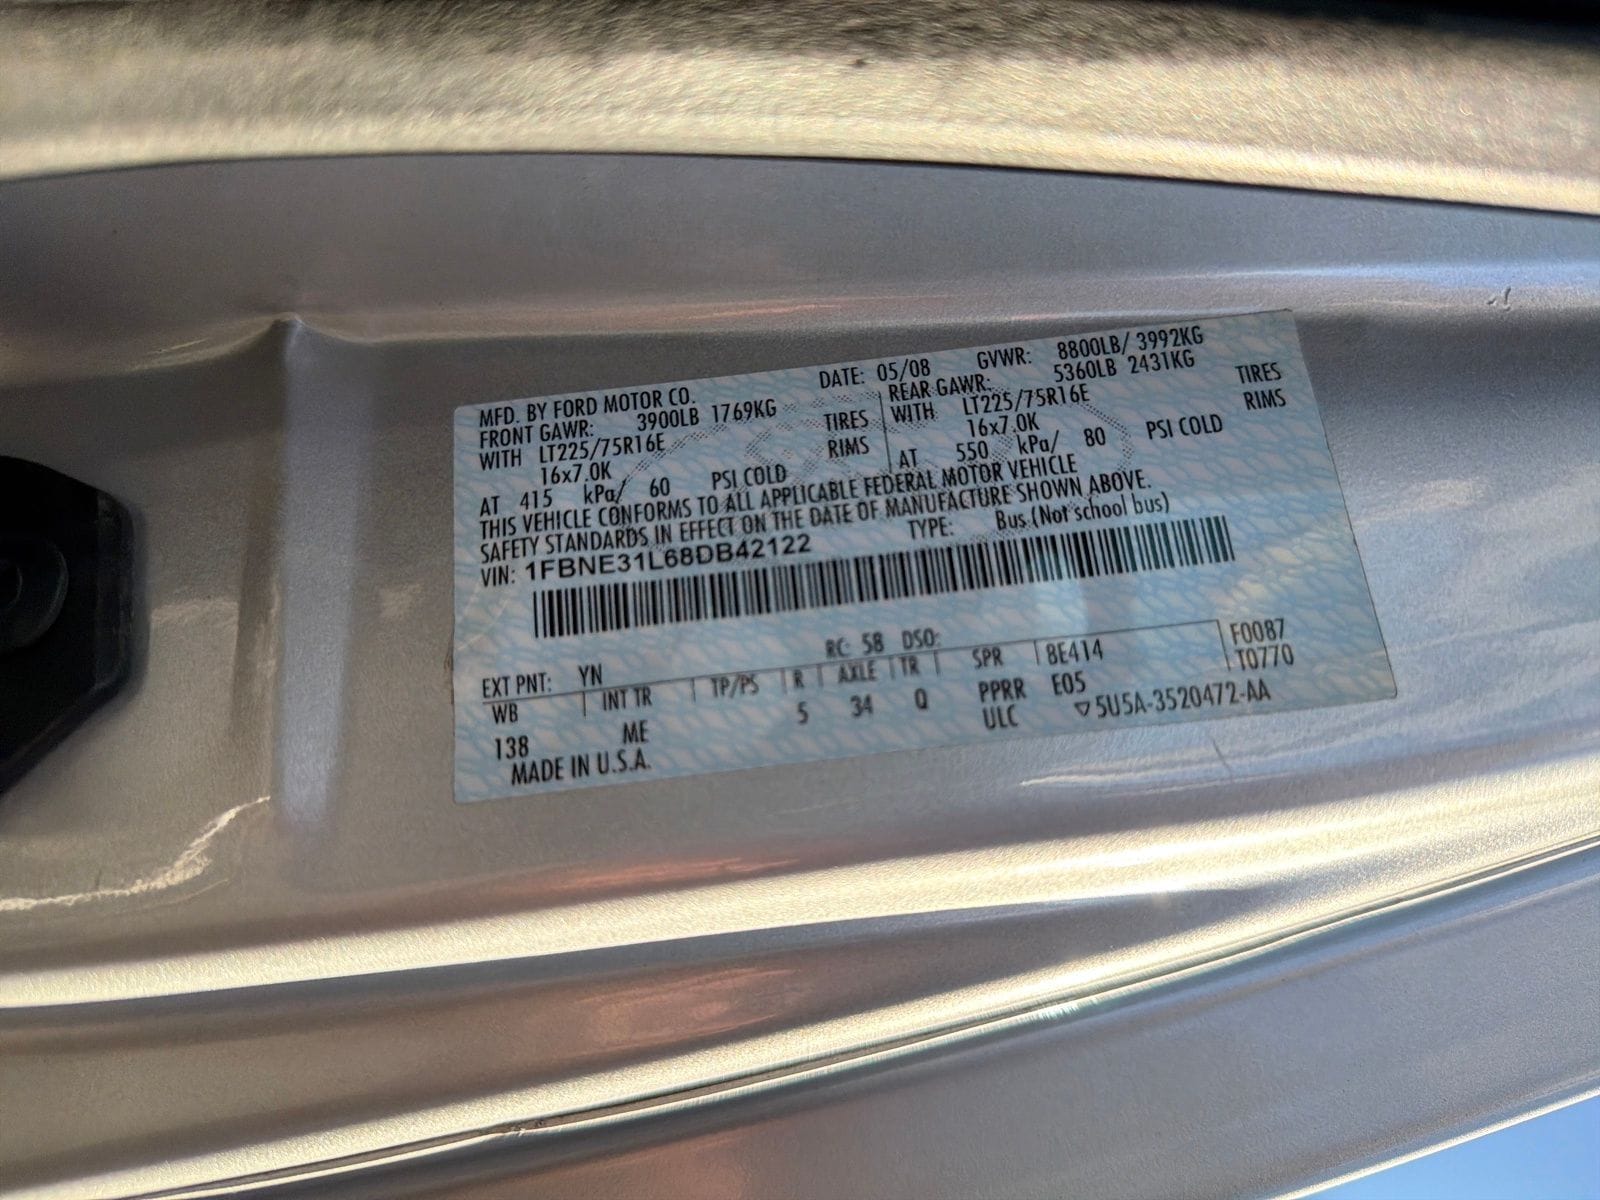 MFD. BY FORD MOTOR CO. DATE: 05/08 GVWR: 8800LB/ 3992KG
FRONT GAWR: 3900LB 1769KG REAR GAWR: 5360LB 2431KG
WITH LT225/75R16E TIRES WITH LT225/75R16E TIRES
16x7.0K RIMS 16x7.0K RIMS
AT 415 kPa/ 60 PSI COLD AT 550 kPa/ 80 PSI COLD
THIS VEHICLE CONFORMS TO ALL APPLICABLE FEDERAL MOTOR VEHICLE
SAFETY STANDARDS IN EFFECT ON THE DATE OF MANUFACTURE SHOWN ABOVE.
VIN: 1FBNE31L68DB42122 TYPE: Bus (Not school bus)
EXT PNT: YN RC: 58 DSO: F0087
WB INT TR TP/PS R AXLE TR SPR 8E414 T0770
138 ME 5 34 Q PPRR E05
MADE IN U.S.A. ULC ▽5U5A-3520472-AA